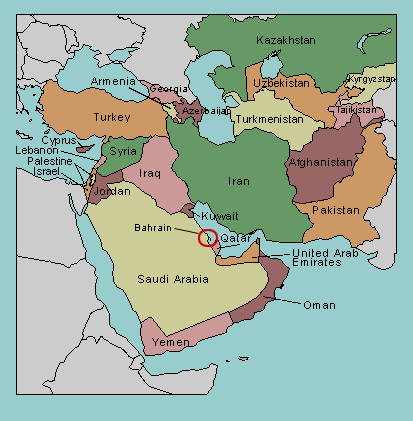 Kazakhstan
Armenia
Georgia
Uzbekistan
Kyrgyzstan
Azerbaijan
Tajikistan
Turkey
Turkmenistan
Cyprus
Lebanon
Syria
Palestine
Israel
Iraq
Iran
Afghanistan
Jordan
Pakistan
Kuwait
Bahrain
Qatar
United Arab
Emirates
Saudi Arabia
Oman
Yemen